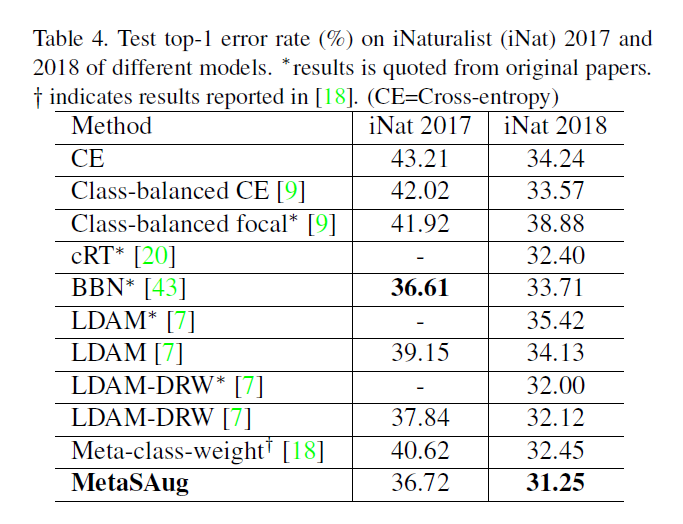 Table 4. Test top-1 error rate (%) on iNaturalist (iNat) 2017 and
2018 of different models. *results is quoted from original papers.
† indicates results reported in [18]. (CE=Cross-entropy)
Method iNat 2017 iNat 2018
CE 43.21 34.24
Class-balanced CE [9] 42.02 33.57
Class-balanced focal* [9] 41.92 38.88
cRT* [20] - 32.40
BBN* [43] 36.61 33.71
LDAM* [7] - 35.42
LDAM [7] 39.15 34.13
LDAM-DRW* [7] - 32.00
LDAM-DRW [7] 37.84 32.12
Meta-class-weight† [18] 40.62 32.45
MetaSAug 36.72 31.25